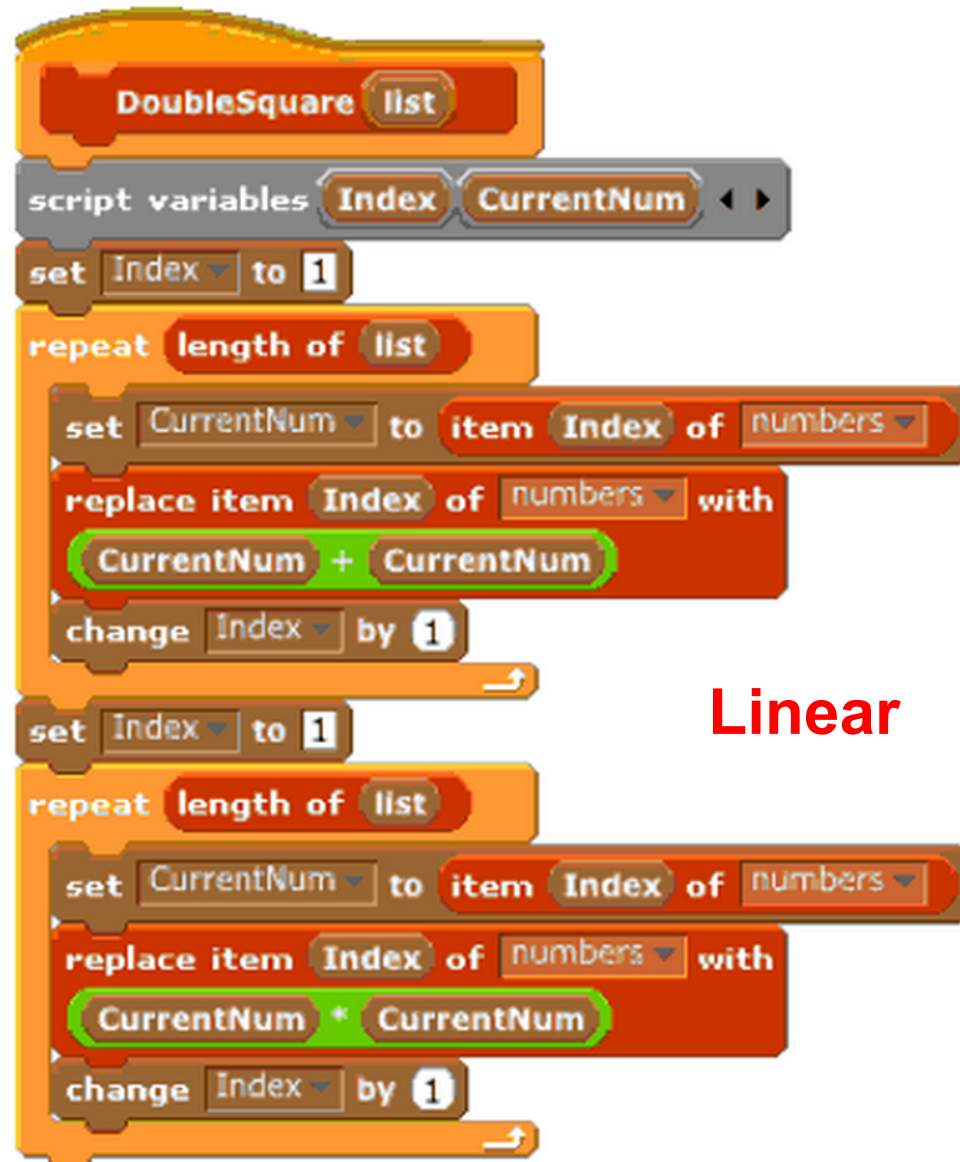 DoubleSquare list
script variables Index CurrentNum
set Index to 1
repeat length of list
set CurrentNum to item Index of numbers
replace item Index of numbers with
CurrentNum + CurrentNum
change Index by 1
Linear
set Index to 1
repeat length of list
set CurrentNum to item Index of numbers
replace item Index of numbers with
CurrentNum * CurrentNum
change Index by 1